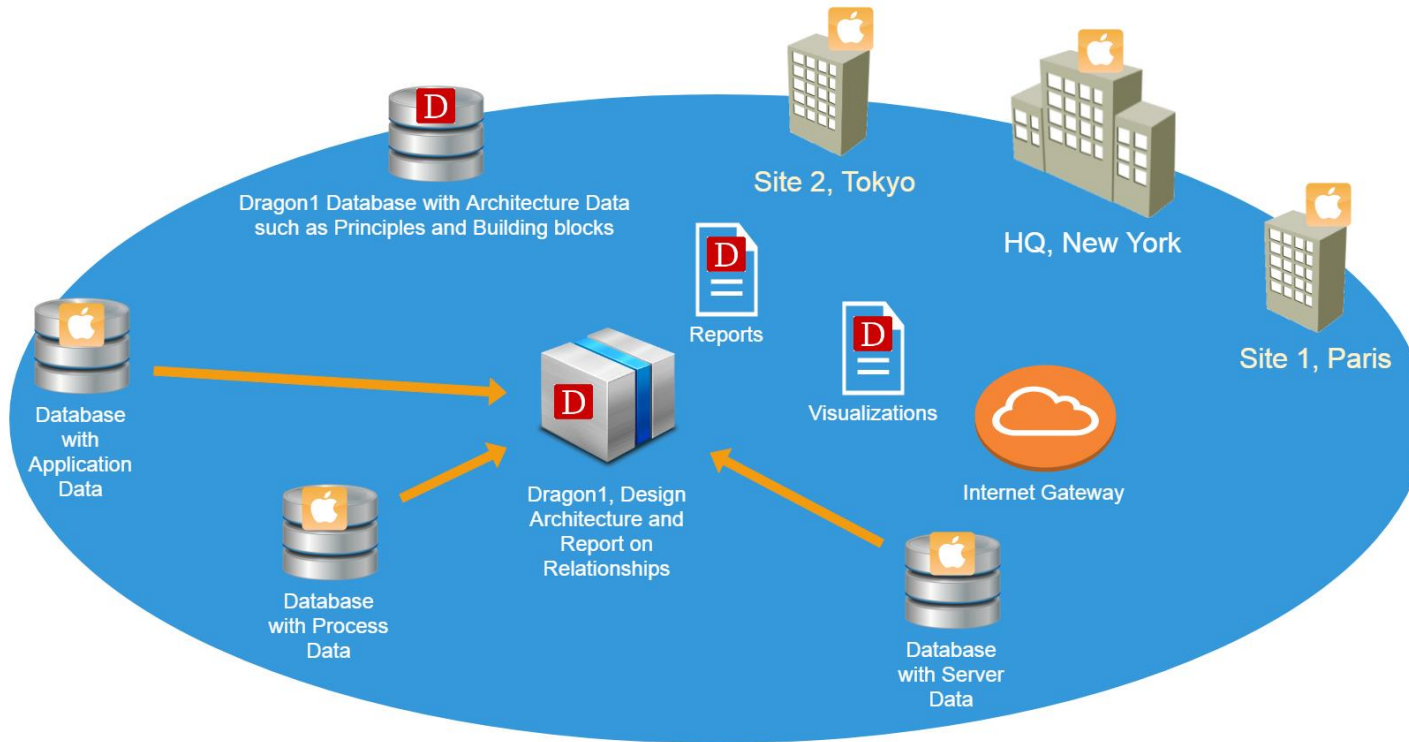 D
Dragon1 Database with Architecture Data
such as Principles and Building blocks
Site 2, Tokyo
HQ, New York
Site 1, Paris
D
Reports
D
Visualizations
Database
with
Application
Data
D
Dragon1, Design
Architecture and
Report on
Relationships
Internet Gateway
Database
with Process
Data
Database
with Server
Data